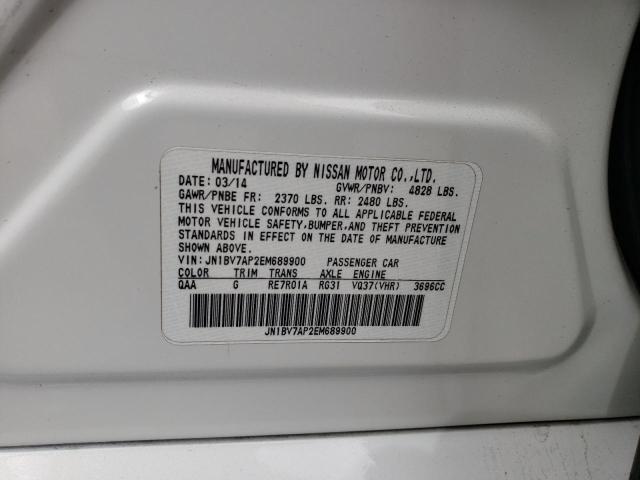 MANUFACTURED BY NISSAN MOTOR CO.,LTD.
DATE: 03/14 GVWR/PNBV: 4828 LBS.
GAWR/PNBE FR: 2370 LBS. RR: 2480 LBS.
THIS VEHICLE CONFORMS TO ALL APPLICABLE FEDERAL
MOTOR VEHICLE SAFETY,BUMPER,AND THEFT PREVENTION
STANDARDS IN EFFECT ON THE DATE OF MANUFACTURE
SHOWN ABOVE.
VIN: JN1BV7AP2EM689900 PASSENGER CAR
COLOR TRIM TRANS AXLE ENGINE
QAA G RE7R01A RG31 VQ37(VHR) 3696CC
JN1BV7AP2EM689900